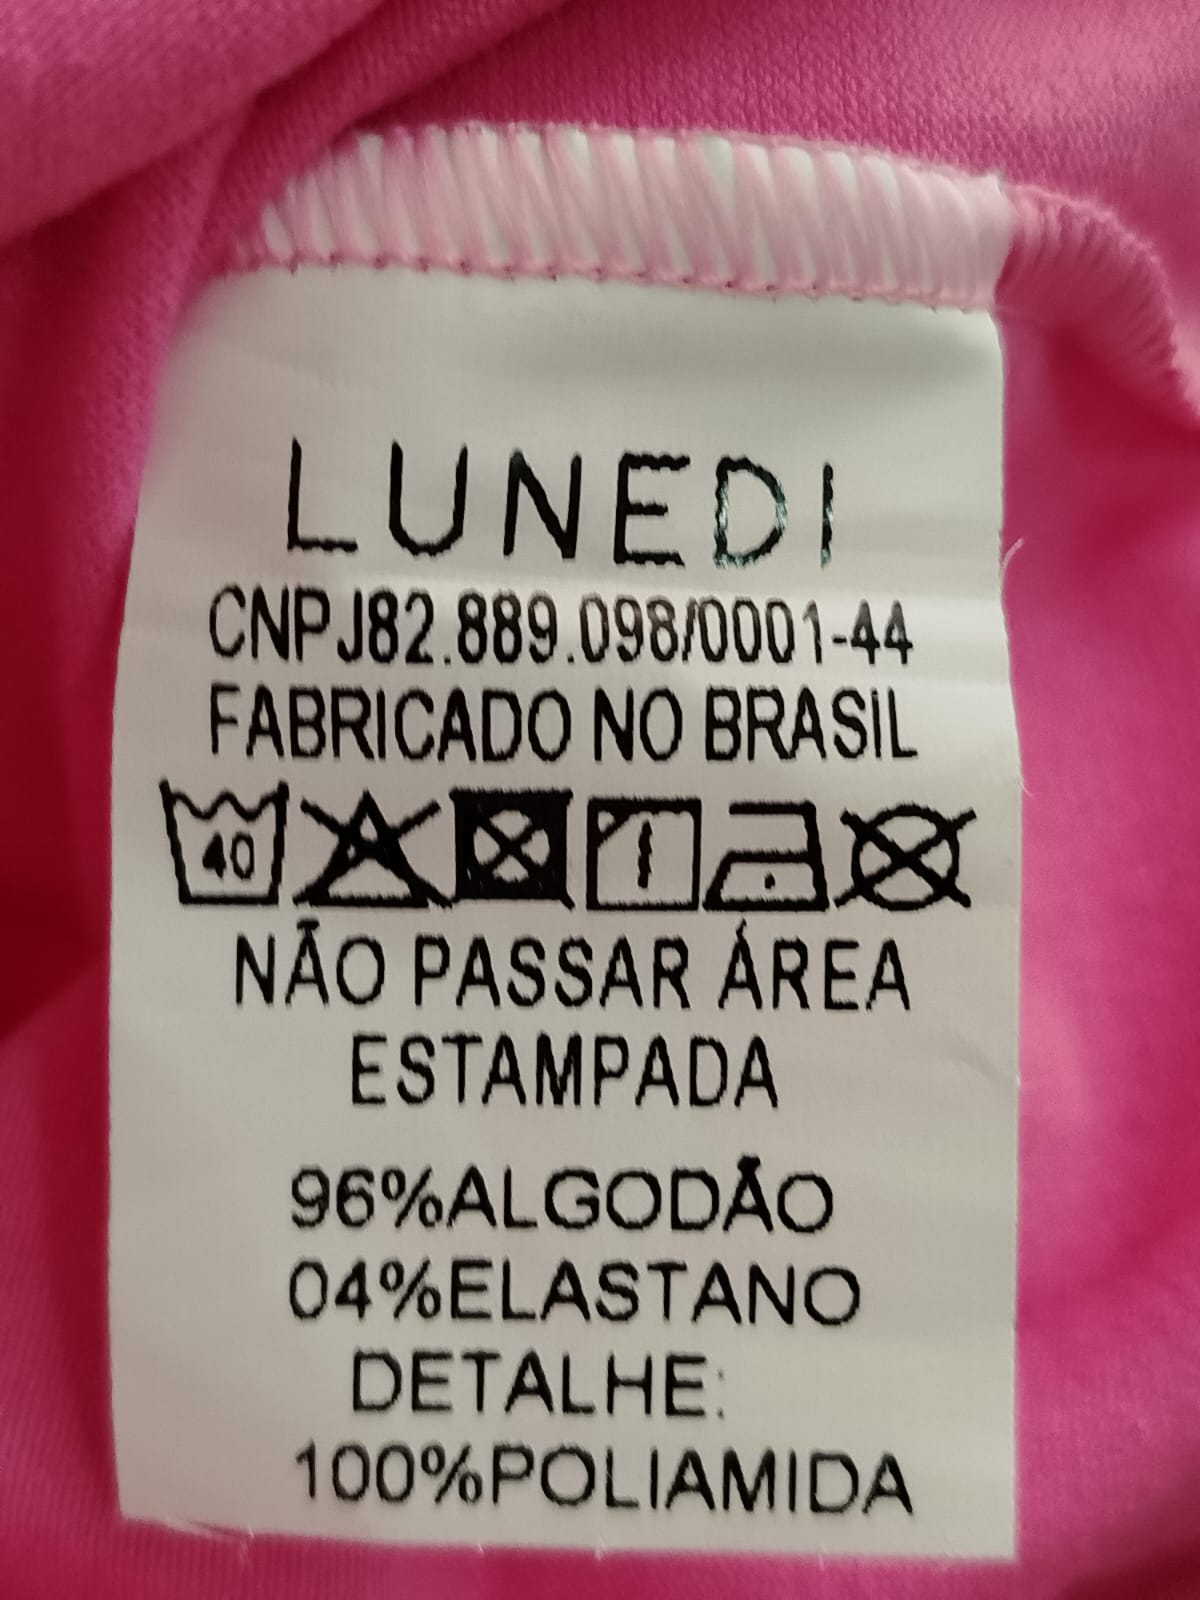 LUNEDI
CNPJ82.889.098/0001-44
FABRICADO NO BRASIL
40
NÃO PASSAR ÁREA
ESTAMPADA
96%ALGODÃO
04%ELASTANO
DETALHE:
100%POLIAMIDA